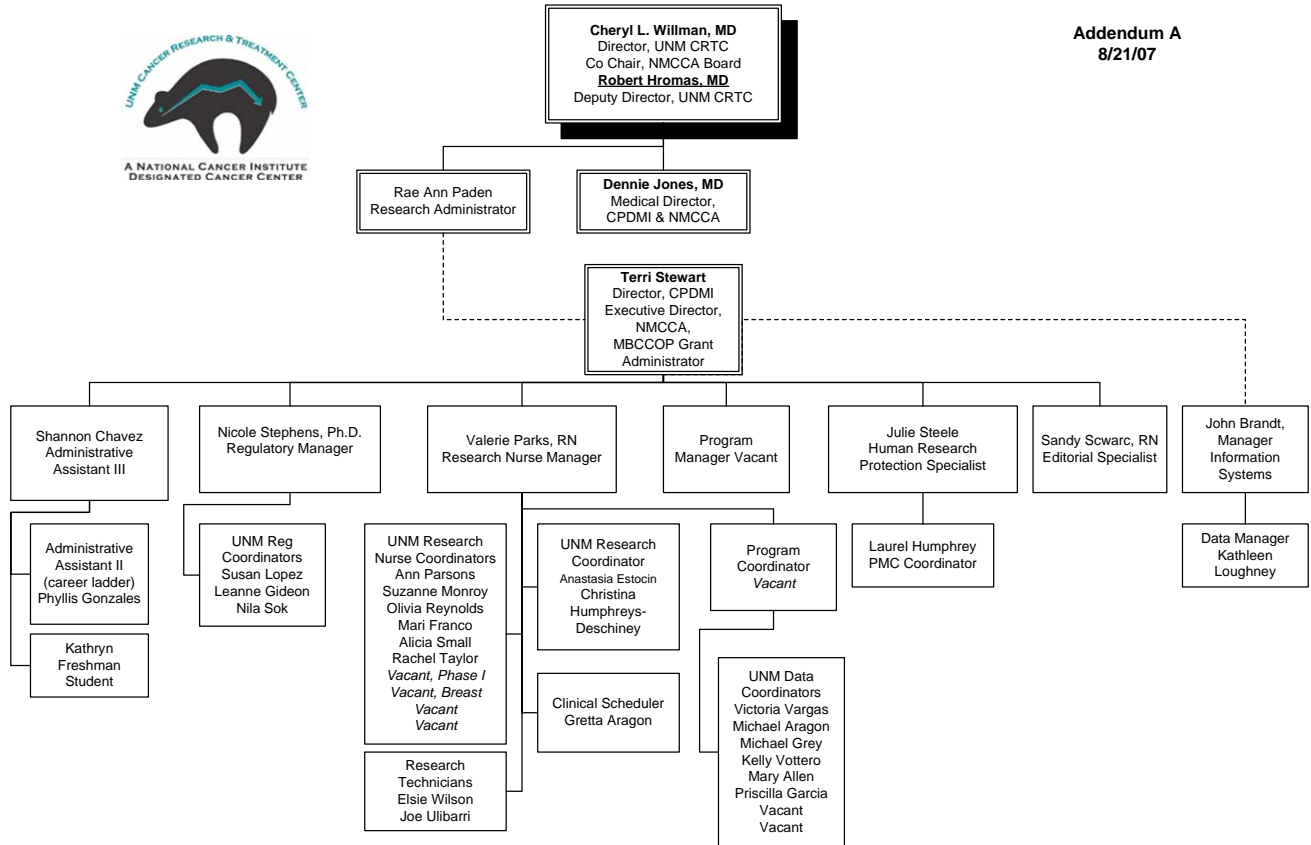 UNM CANCER RESEARCH & TREATMENT CENTER
A NATIONAL CANCER INSTITUTE
DESIGNATED CANCER CENTER
Cheryl L. Willman, MD
Director, UNM CRTC
Co Chair, NMCCA Board
Robert Hromas, MD
Deputy Director, UNM CRTC
Addendum A
8/21/07
Rae Ann Paden
Research Administrator
Dennie Jones, MD
Medical Director,
CPDMI & NMCCA
Terri Stewart
Director, CPDMI
Executive Director,
NMCCA,
MBCCOP Grant
Administrator
Shannon Chavez
Administrative
Assistant III
Nicole Stephens, Ph.D.
Regulatory Manager
Valerie Parks, RN
Research Nurse Manager
Program
Manager Vacant
Julie Steele
Human Research
Protection Specialist
Sandy Scwarc, RN
Editorial Specialist
John Brandt,
Manager
Information
Systems
Administrative
Assistant II
(career ladder)
Phyllis Gonzales
Kathryn
Freshman
Student
UNM Reg
Coordinators
Susan Lopez
Leanne Gideon
Nila Sok
UNM Research
Nurse Coordinators
Ann Parsons
Suzanne Monroy
Olivia Reynolds
Mari Franco
Alicia Small
Rachel Taylor
Vacant, Phase I
Vacant, Breast
Vacant
Vacant
Research
Technicians
Elsie Wilson
Joe Ulibarri
UNM Research
Coordinator
Anastasia Estocin
Christina
Humphreys-
Deschiney
Clinical Scheduler
Gretta Aragon
Program
Coordinator
Vacant
UNM Data
Coordinators
Victoria Vargas
Michael Aragon
Michael Grey
Kelly Vottero
Mary Allen
Priscilla Garcia
Vacant
Vacant
Laurel Humphrey
PMC Coordinator
Data Manager
Kathleen
Loughney